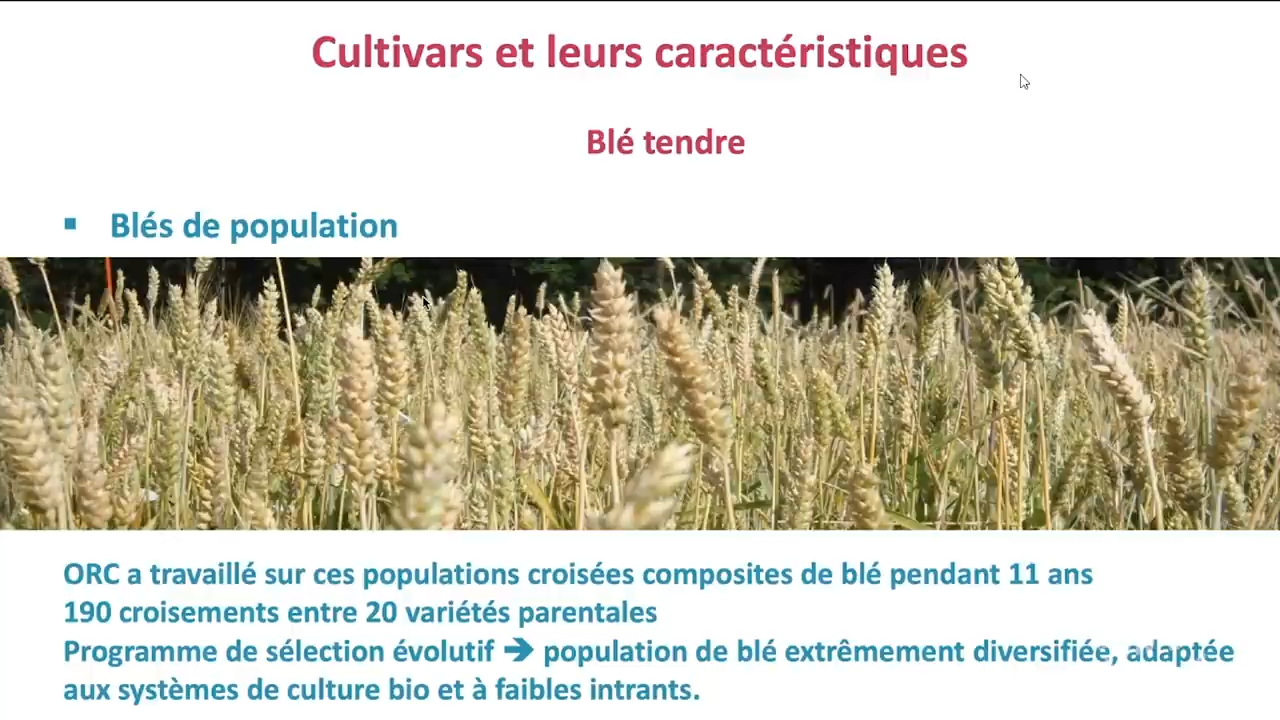 Cultivars et leurs caractéristiques
Blé tendre
▪ Blés de population
ORC a travaillé sur ces populations croisées composites de blé pendant 11 ans
190 croisements entre 20 variétés parentales
Programme de sélection évolutif ➔ population de blé extrêmement diversifiée, adaptée
aux systèmes de culture bio et à faibles intrants.